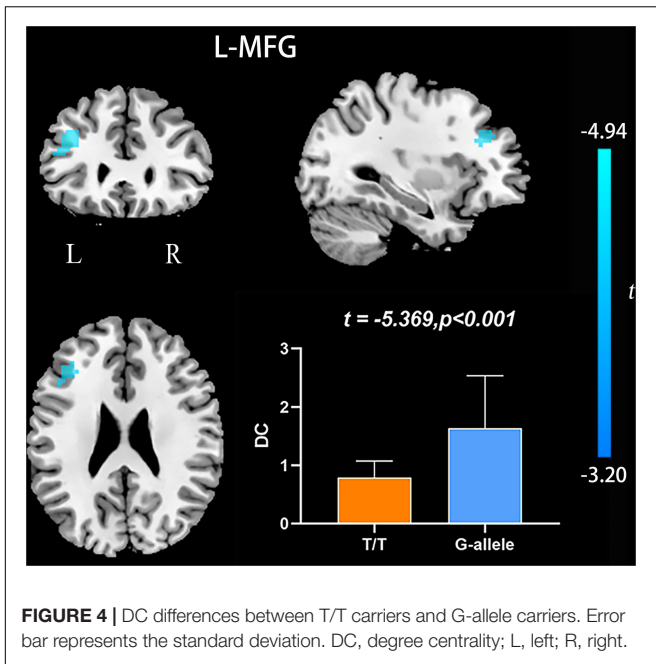 L-MFG
L R
-4.94
t
-3.20
t = -5.369,p<0.001
3
2
1
0
DC
T/T G-allele
FIGURE 4 | DC differences between T/T carriers and G-allele carriers. Error
bar represents the standard deviation. DC, degree centrality; L, left; R, right.